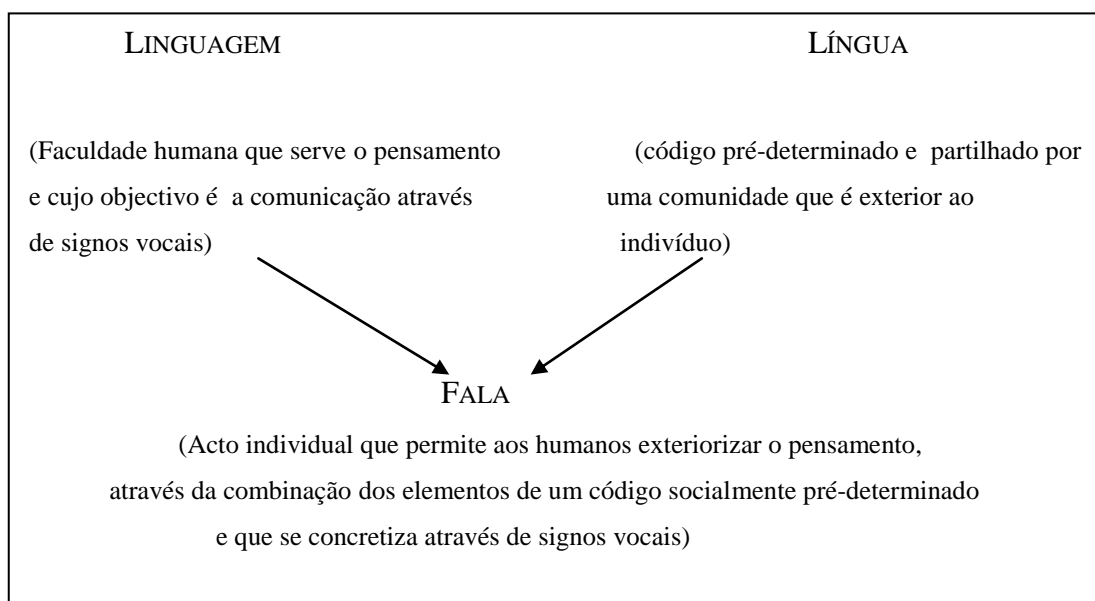 LINGUAGEM
LÍNGUA
(Faculdade humana que serve o pensamento
e cujo objectivo é a comunicação através
de signos vocais)
(código pré-determinado e partilhado por
uma comunidade que é exterior ao
indivíduo)
FALA
(Acto individual que permite aos humanos exteriorizar o pensamento,
através da combinação dos elementos de um código socialmente pré-determinado
e que se concretiza através de signos vocais)